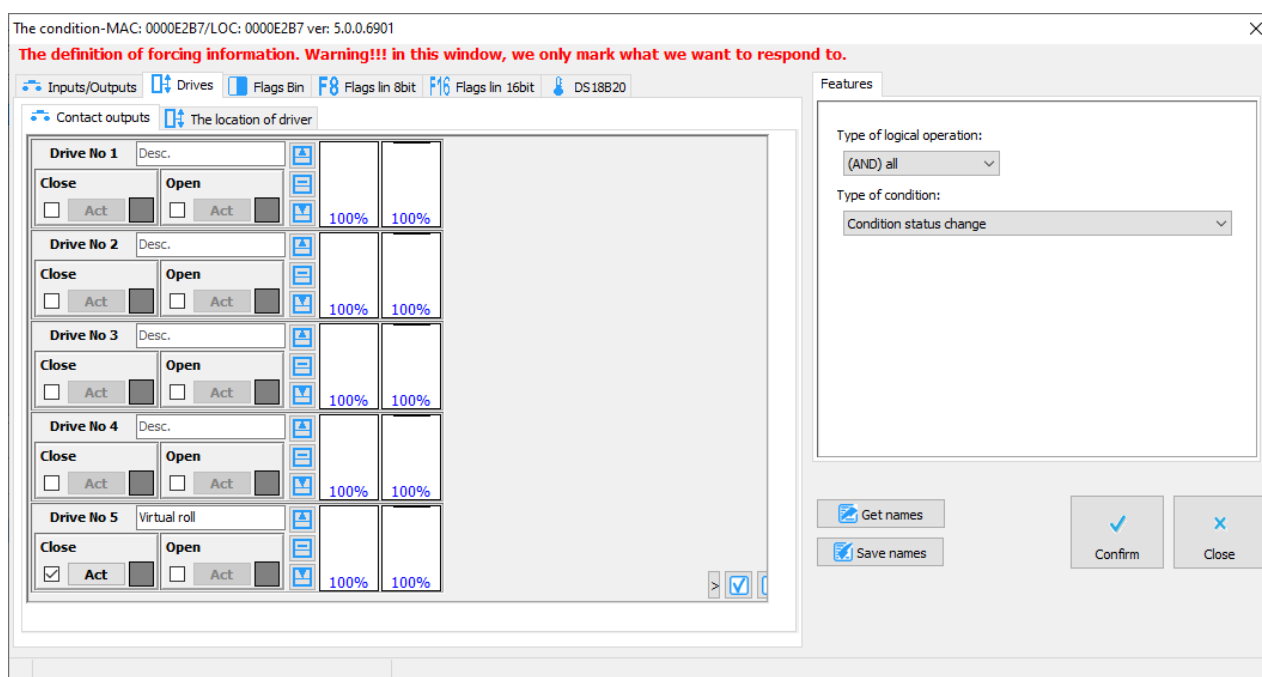 The condition-MAC: 0000E2B7/LOC: 0000E2B7 ver: 5.0.0.6901
The definition of forcing information. Warning!!! in this window, we only mark what we want to respond to.
Inputs/Outputs Drives Flags Bin F8 Flags lin 8bit F16 Flags lin 16bit DS18B20
Contact outputs The location of driver
Drive No 1 Desc.
Close Open
Act Act 100% 100%
Drive No 2 Desc.
Close Open
Act Act 100% 100%
Drive No 3 Desc.
Close Open
Act Act 100% 100%
Drive No 4 Desc.
Close Open
Act Act 100% 100%
Drive No 5 Virtual roll
Close Open
Act Act 100% 100%
>
Features
Type of logical operation:
(AND) all
Type of condition:
Condition status change
Get names
Save names
Confirm
Close